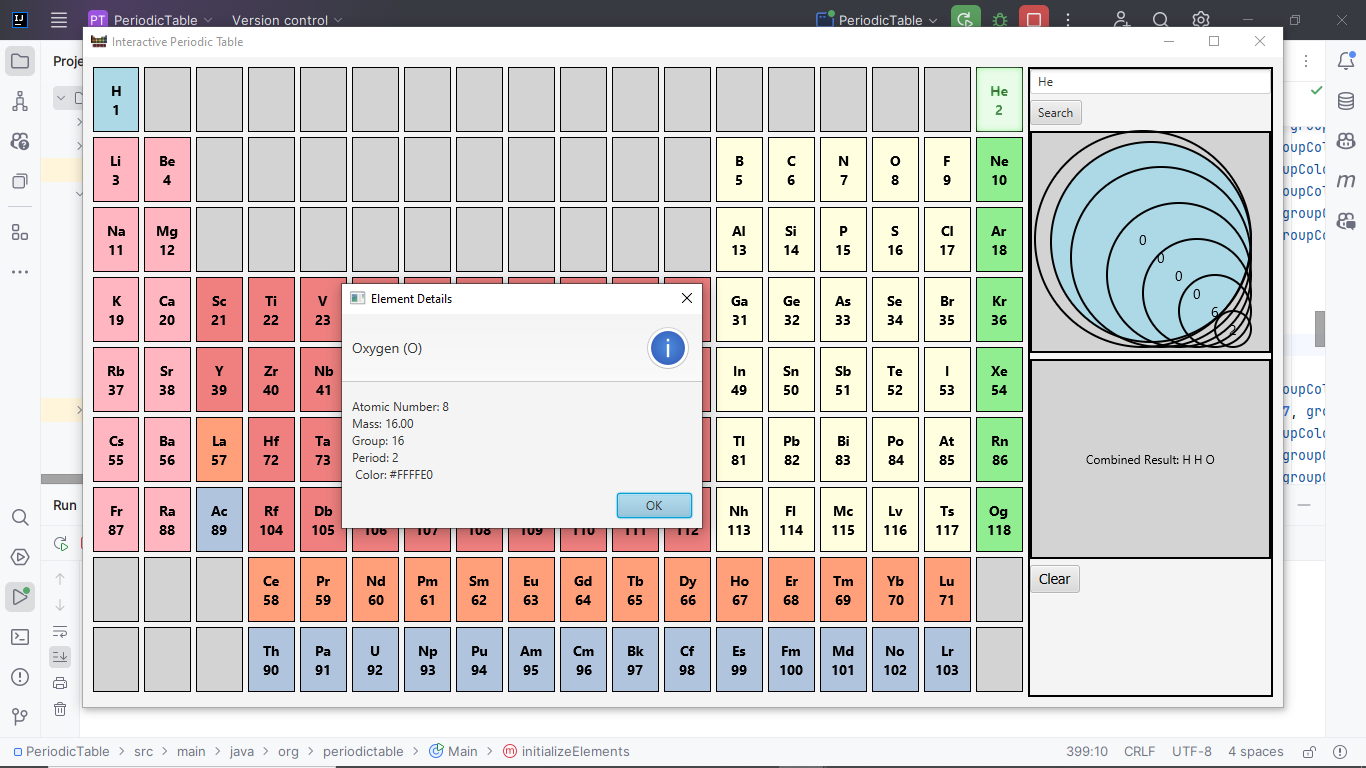 PT PeriodicTable Version control PeriodicTable
Interactive Periodic Table
Proje
H
1
He
2
He
Search
Li
3
Be
4
B
5
C
6
N
7
O
8
F
9
Ne
10
Na
11
Mg
12
Al
13
Si
14
P
15
S
16
Cl
17
Ar
18
0
0
0
0
6
2
K
19
Ca
20
Sc
21
Ti
22
V
23
Ga
31
Ge
32
As
33
Se
34
Br
35
Kr
36
Element Details
Oxygen (O)
Atomic Number: 8
Mass: 16.00
Group: 16
Period: 2
Color: #FFFFE0
OK
Rb
37
Sr
38
Y
39
Zr
40
Nb
41
In
49
Sn
50
Sb
51
Te
52
I
53
Xe
54
Cs
55
Ba
56
La
57
Hf
72
Ta
73
Tl
81
Pb
82
Bi
83
Po
84
At
85
Rn
86
Combined Result: H H O
Run
Fr
87
Ra
88
Ac
89
Rf
104
Db
105
106
107
108
109
110
111
112
Nh
113
Fl
114
Mc
115
Lv
116
Ts
117
Og
118
Clear
Ce
58
Pr
59
Nd
60
Pm
61
Sm
62
Eu
63
Gd
64
Tb
65
Dy
66
Ho
67
Er
68
Tm
69
Yb
70
Lu
71
Th
90
Pa
91
U
92
Np
93
Pu
94
Am
95
Cm
96
Bk
97
Cf
98
Es
99
Fm
100
Md
101
No
102
Lr
103
PeriodicTable > src > main > java > org > periodictable > Main > initializeElements 399:10 CRLF UTF-8 4 spaces